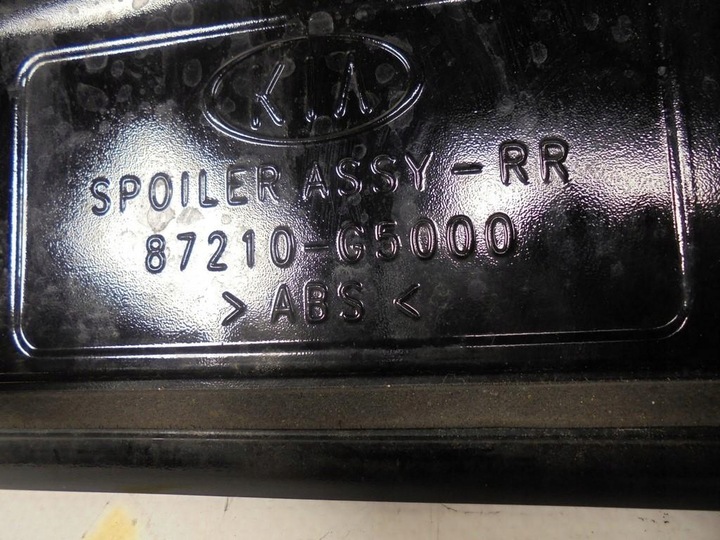 KIA
SPOILER ASSY-RR
87210-G5000
> ABS <